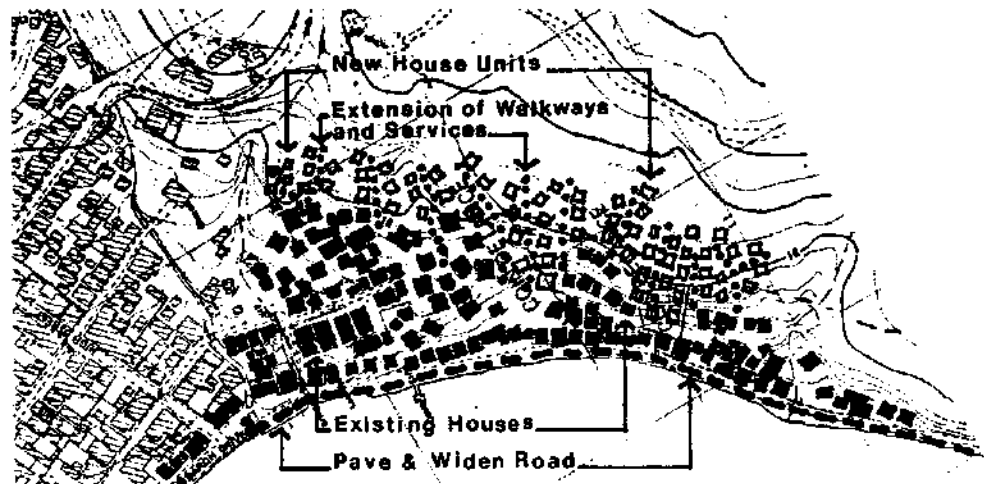 New House Units
Extension of Walkways
and Services
Existing Houses
Pave & Widen Road